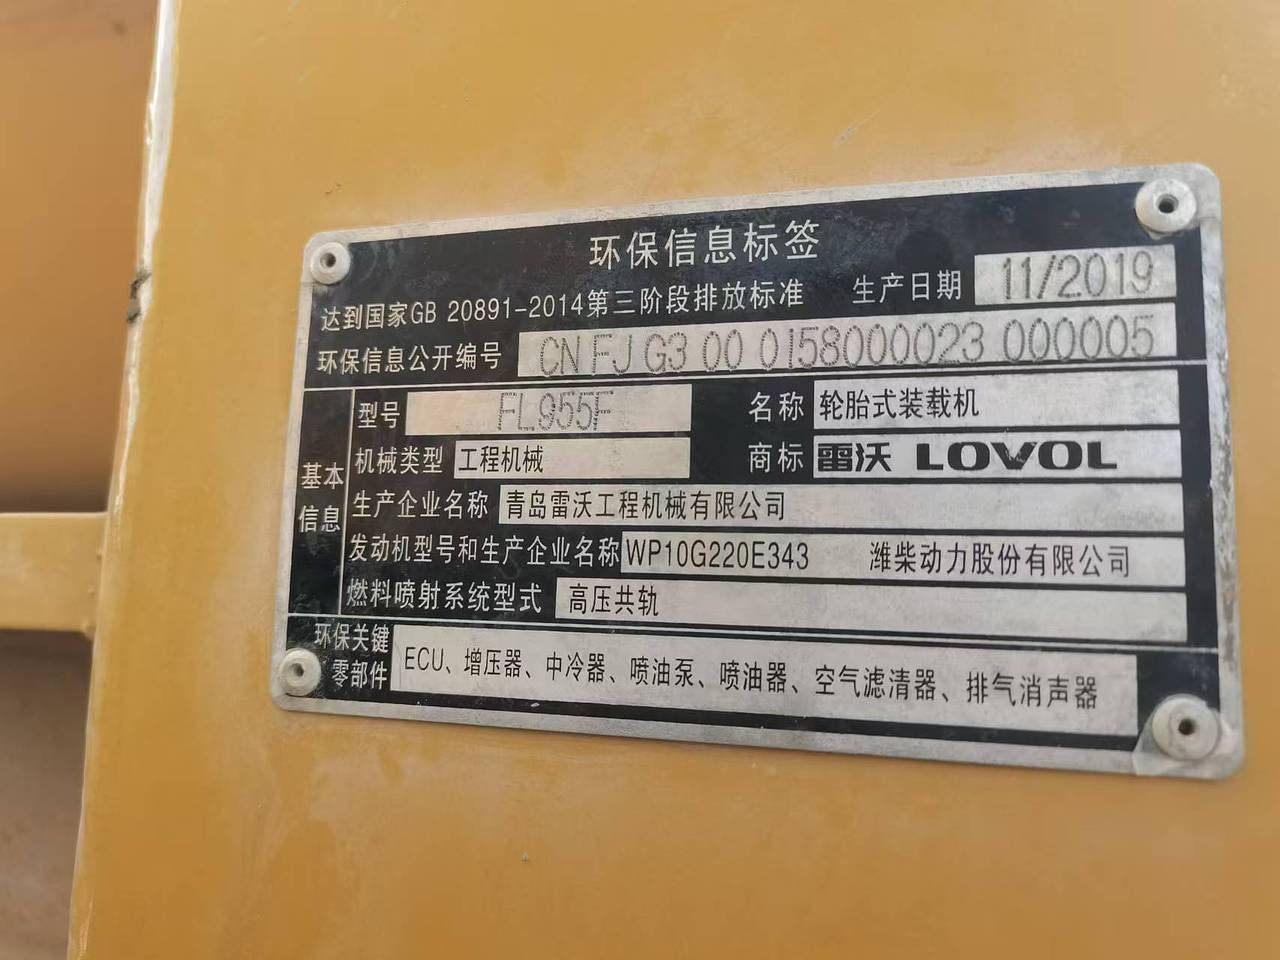 环保信息标签
达到国家GB 20891-2014第三阶段排放标准 生产日期 11/2019
环保信息公开编号 CN FJ G3 00 0158000023 000005
基本信息
型号 FL955F 名称 轮胎式装载机
机械类型 工程机械 商标 雷沃 LOVOL
生产企业名称 青岛雷沃工程机械有限公司
发动机型号和生产企业名称 WP10G220E343 潍柴动力股份有限公司
燃料喷射系统型式 高压共轨
环保关键零部件 ECU、增压器、中冷器、喷油泵、喷油器、空气滤清器、排气消声器